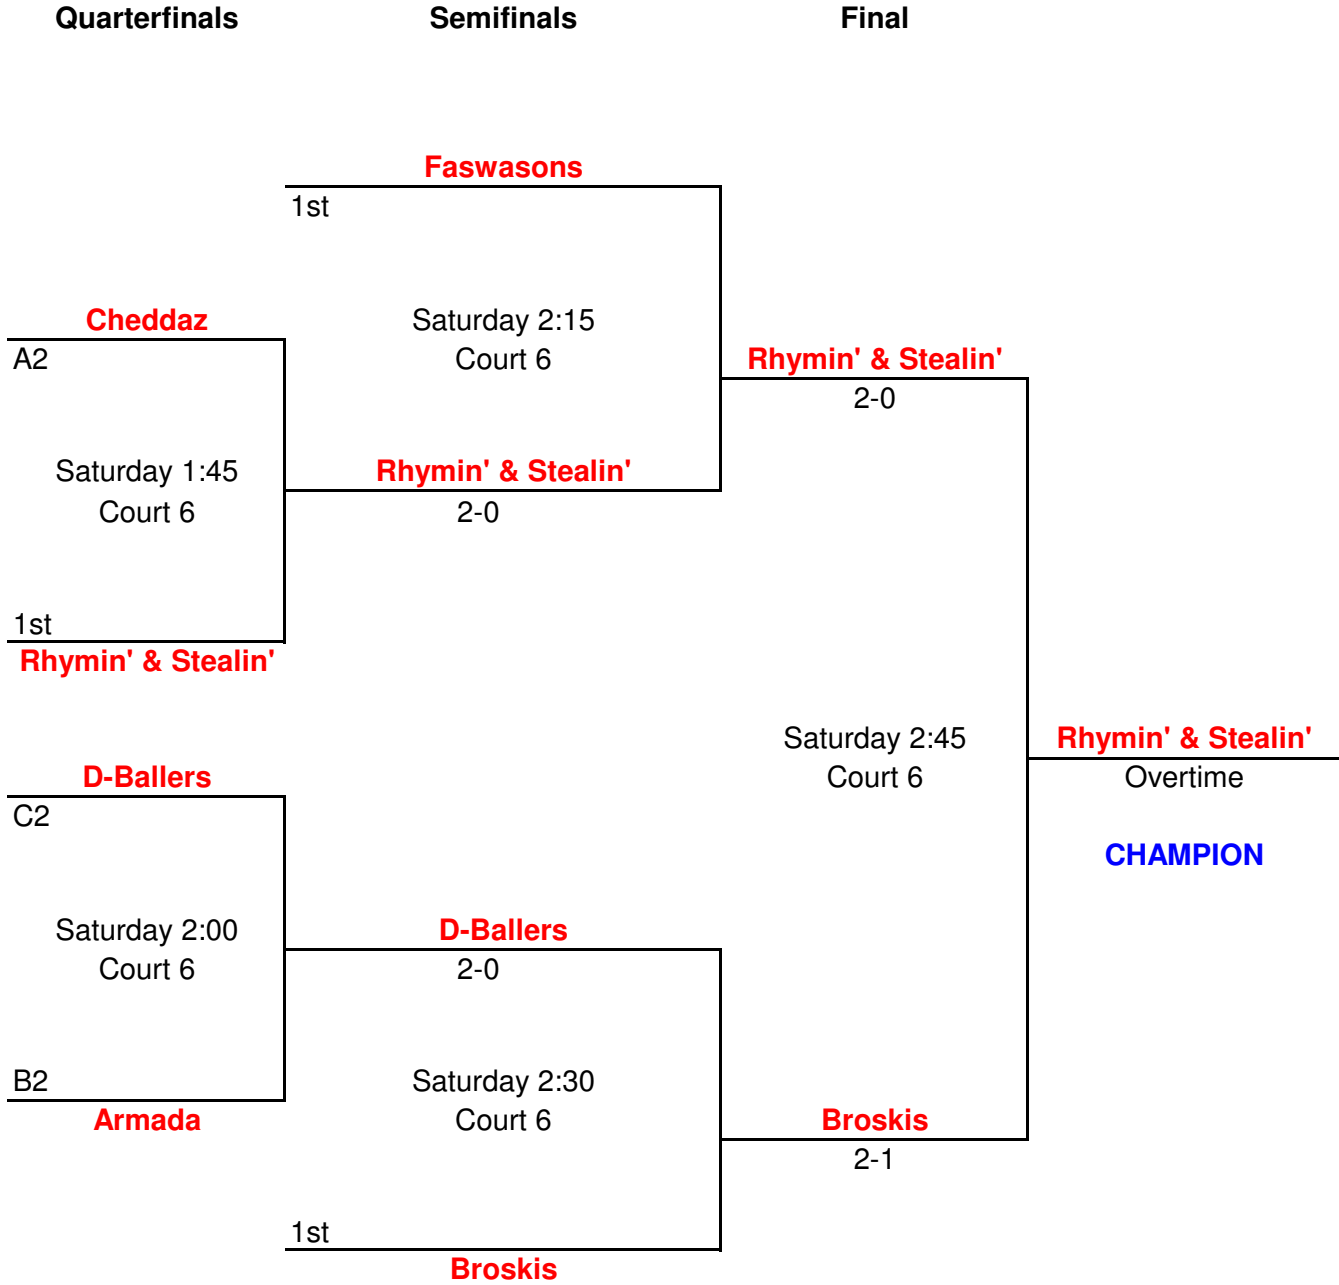 Quarterfinals
Semifinals
Final
Faswasons
1st
Cheddaz
A2
Saturday 2:15
Court 6
Rhymin' & Stealin'
2-0
Saturday 1:45
Court 6
Rhymin' & Stealin'
2-0
1st
Rhymin' & Stealin'
Saturday 2:45
Court 6
Rhymin' & Stealin'
Overtime
CHAMPION
D-Ballers
C2
Saturday 2:00
Court 6
D-Ballers
2-0
B2
Armada
Saturday 2:30
Court 6
Broskis
2-1
1st
Broskis